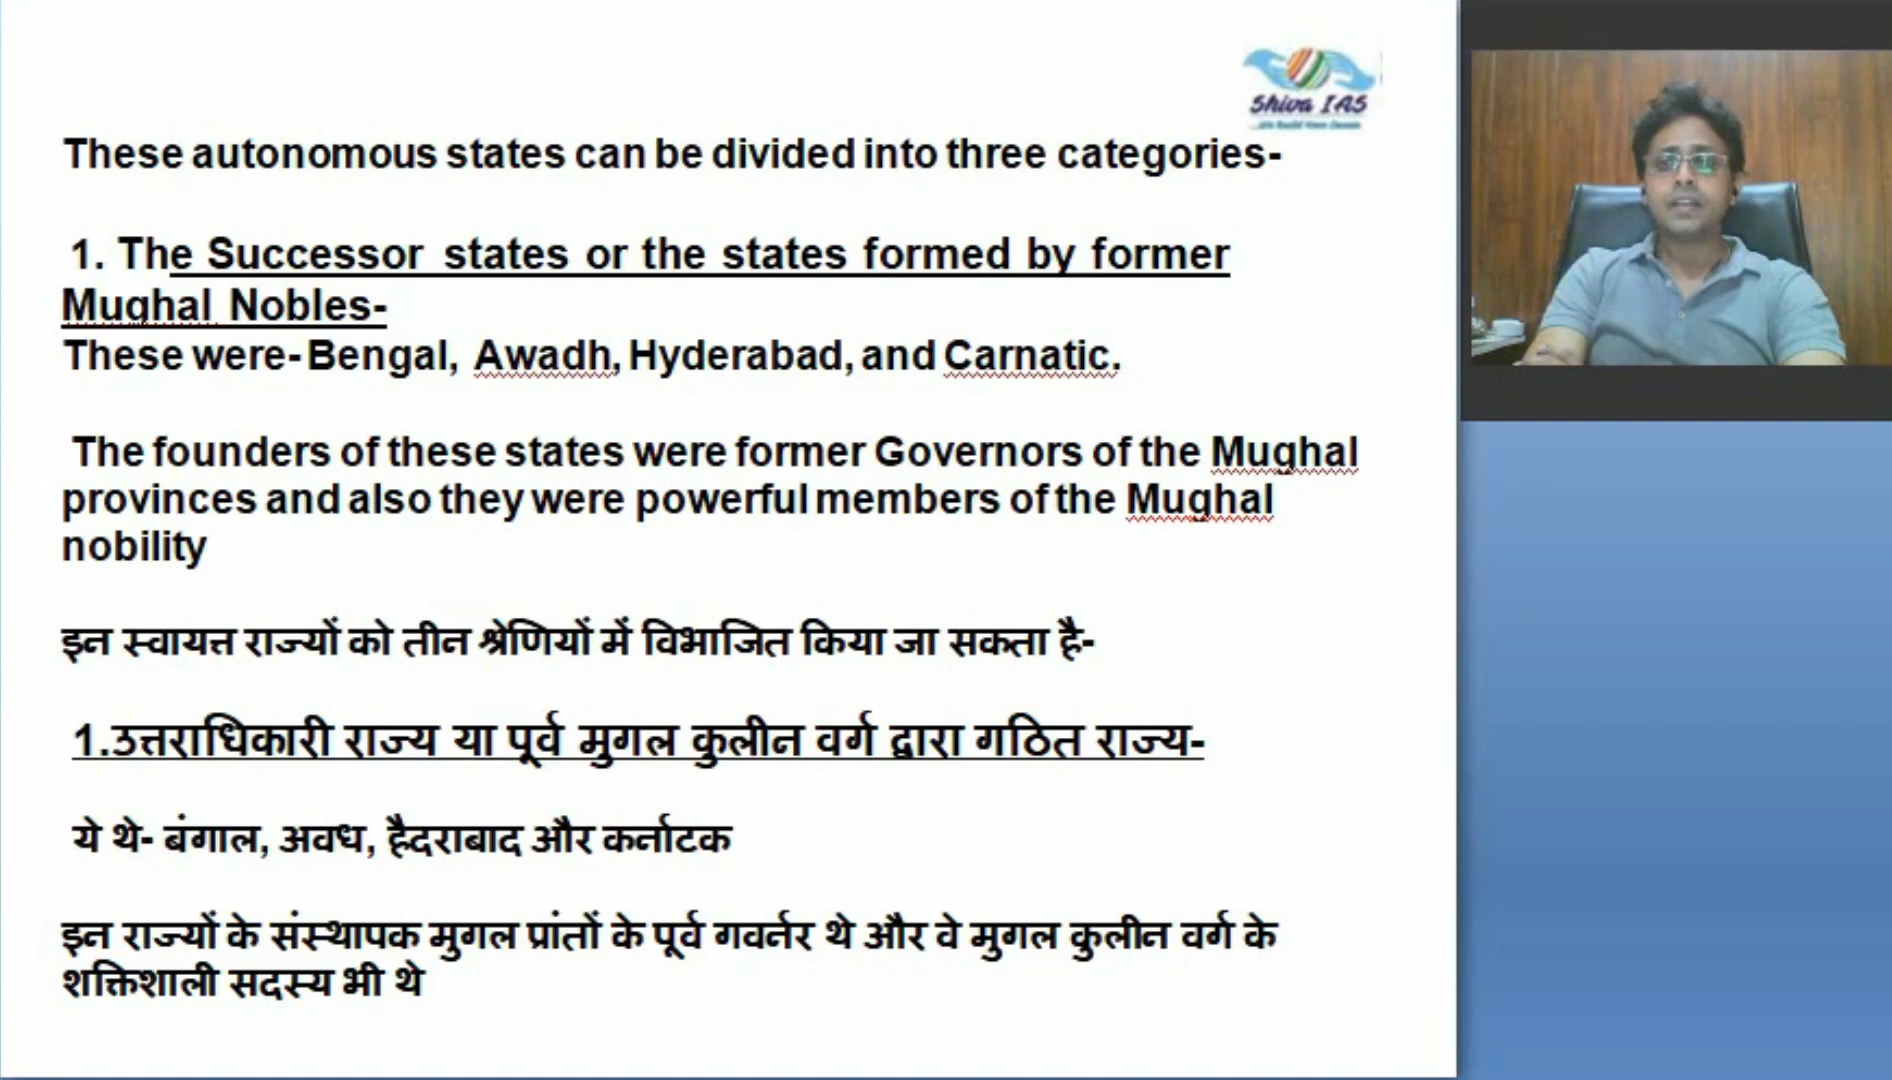 Shiva IAS
These autonomous states can be divided into three categories-
1. The Successor states or the states formed by former
Mughal Nobles-
These were- Bengal, Awadh, Hyderabad, and Carnatic.
The founders of these states were former Governors of the Mughal
provinces and also they were powerful members of the Mughal
nobility
इन स्वायत्त राज्यों को तीन श्रेणियों में विभाजित किया जा सकता है-
1.उत्तराधिकारी राज्य या पूर्व मुगल कुलीन वर्ग द्वारा गठित राज्य-
ये थे- बंगाल, अवध, हैदराबाद और कर्नाटक
इन राज्यों के संस्थापक मुगल प्रांतों के पूर्व गवर्नर थे और वे मुगल कुलीन वर्ग के
शक्तिशाली सदस्य भी थे